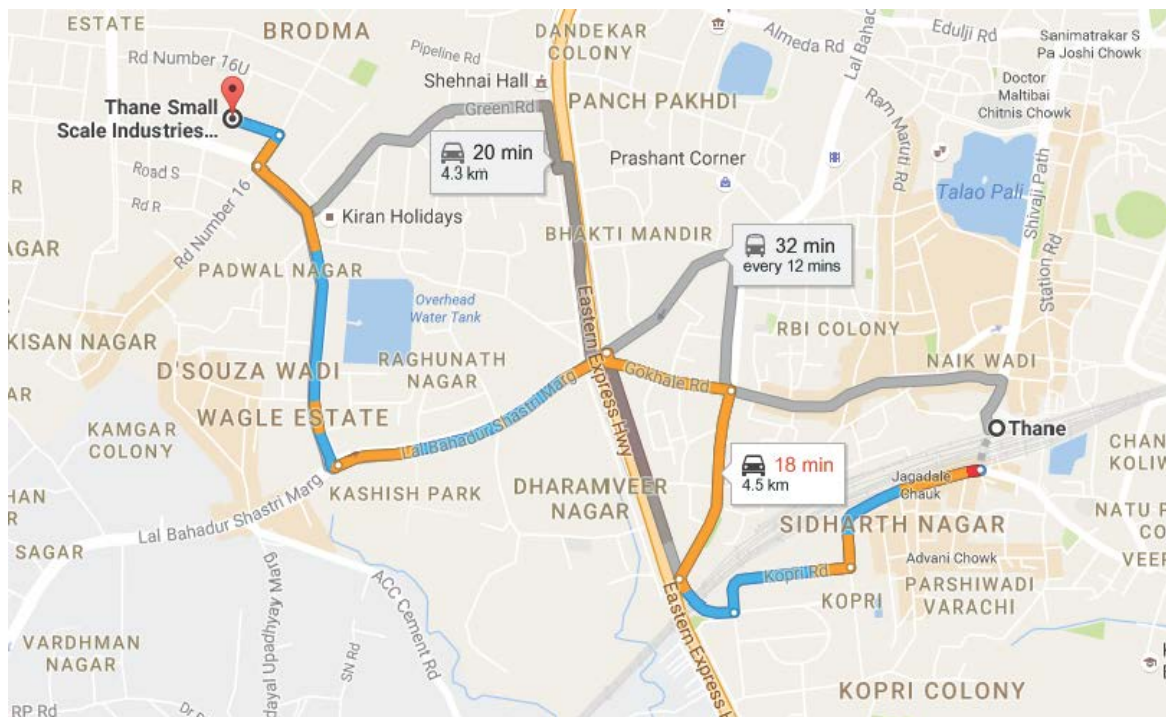 ESTATE
BRODMA
DANDEKAR
COLONY
Almeda Rd
Edulji Rd
Lal Baha
Sanimatrakar S
Pa Joshi Chowk
Rd Number 16U
Pipeline Rd
Shehnai Hall
Doctor
Maltibai
Chitnis Chowk
Thane Small
Scale Industries...
Green Rd
PANCH PAKHDI
Ram Maruti Rd
20 min
4.3 km
Prashant Corner
Road S
Rd R
Rd Number 16
Kiran Holidays
Talao Pali
Shivaji Path
Station Rd
R
AGAR
BHAKTI MANDIR
32 min
every 12 mins
PADWAL NAGAR
Overhead
Water Tank
Eastern Express Hwy
RBI COLONY
KISAN NAGAR
RAGHUNATH
NAGAR
NAIK WADI
D'SOUZA WADI
Gokhale Rd
AR
WAGLE ESTATE
Lal Bahadur Shastri Marg
Thane
KAMGAR
COLONY
18 min
4.5 km
CHAN
KOLIW
Jagadale
Chauk
KASHISH PARK
DHARAMVEER
NAGAR
HAN
R
NATU P
CO
SIDHARTH NAGAR
Lal Bahadur Shastri Marg
SAGAR
Advani Chowk
VEER
Kopri Rd
KOPRI
PARSHIWADI
VARACHI
ACC Cement Rd
dayal Upadhyay Marg
Eastern Express H
VARDHMAN
NAGAR
SN Rd
KOPRI COLONY
RP Rd